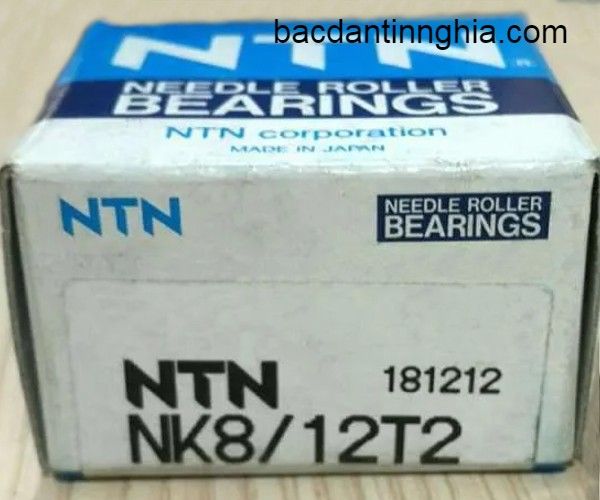 bacdantinnghia.com
NTN
NEEDLE ROLLER
BEARINGS
NTN corporation
MADE IN JAPAN
NTN
NEEDLE ROLLER
BEARINGS
NTN
181212
NK8/12T2